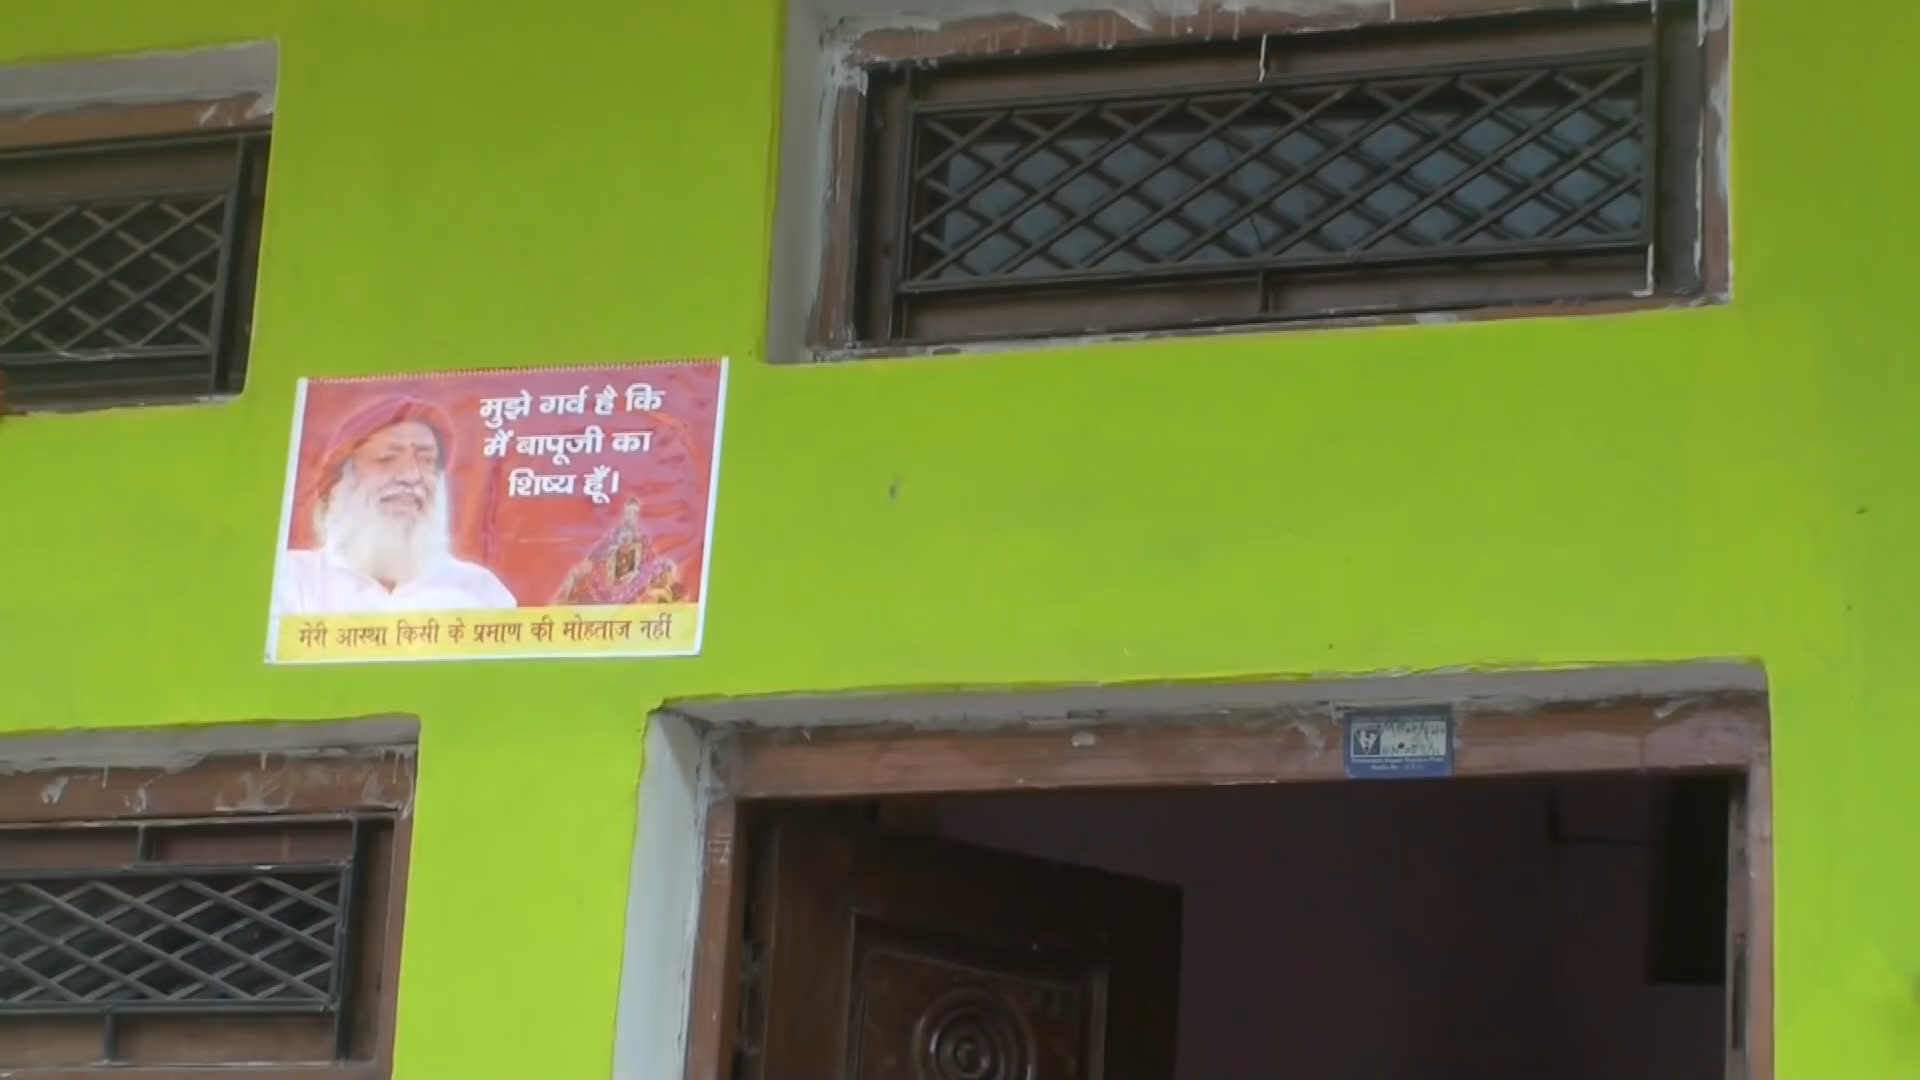 मुझे गर्व है कि
मैं बापूजी का
शिष्य हूँ।
मेरी आस्था किसी के प्रमाण की मोहताज नहीं